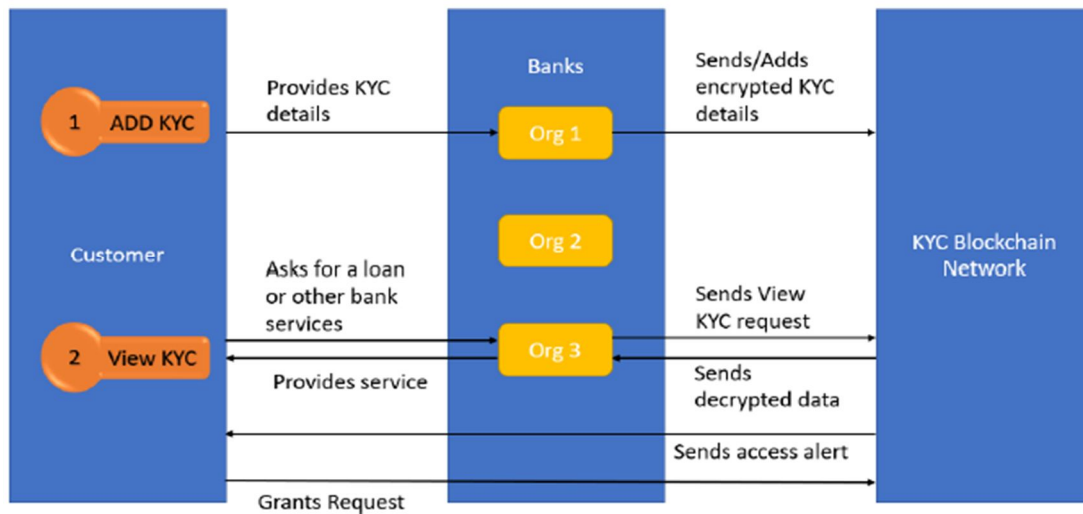 Banks
Sends/Adds
encrypted KYC
details
Provides KYC
details
1 ADD KYC
Org 1
Org 2
Customer
KYC Blockchain
Network
Asks for a loan
or other bank
services
Sends View
KYC request
2 View KYC
Org 3
Provides service
Sends
decrypted data
Sends access alert
Grants Request